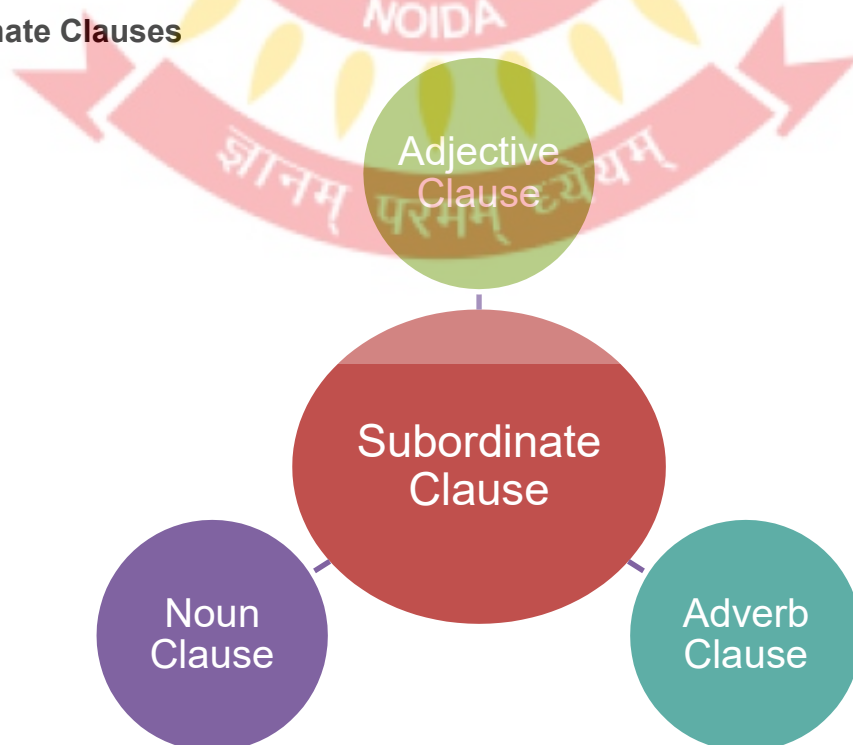 nate Clauses
NOIDA
ज्ञानम् परमम् ध्येयम्
Adjective
Clause
Subordinate
Clause
Noun
Clause
Adverb
Clause